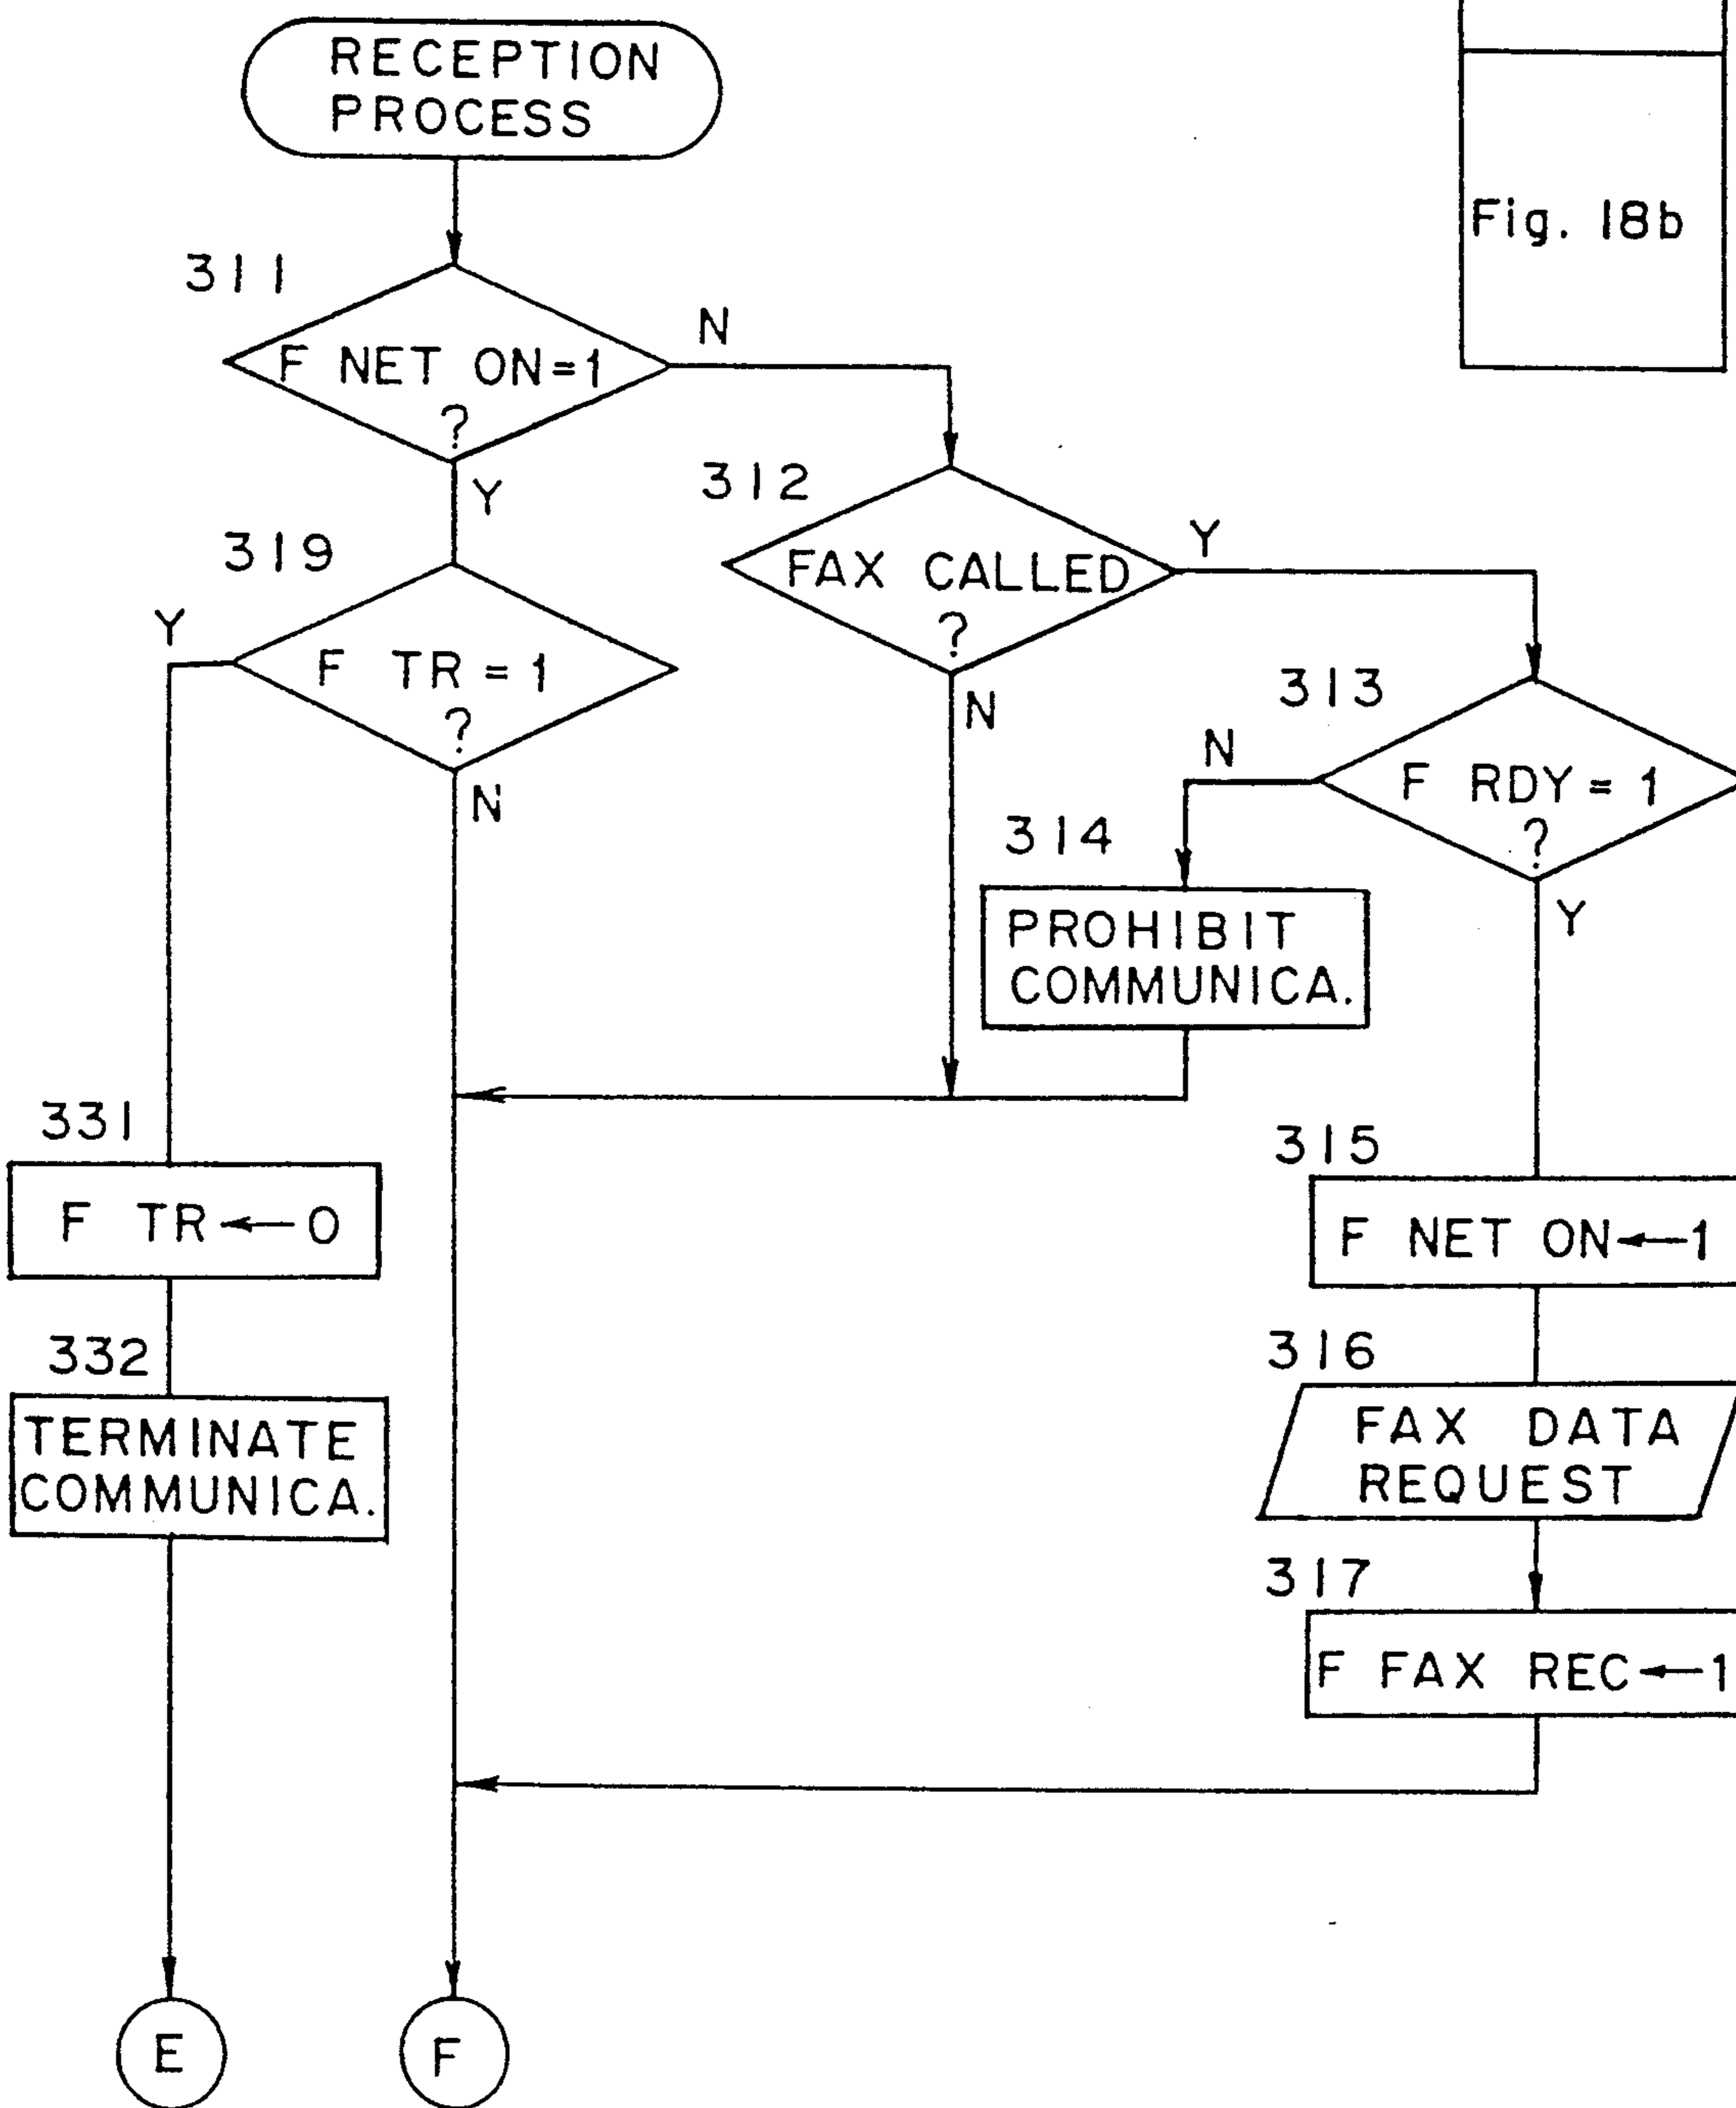 RECEPTION
PROCESS
Fig. 18b
311
F NET ON=1
?
N
Y
312
FAX CALLED
?
Y
N
319
Y
F TR=1
?
N
313
N
F RDY=1
?
Y
314
PROHIBIT
COMMUNICA.
331
F TR←0
315
F NET ON←1
332
TERMINATE
COMMUNICA.
316
FAX DATA
REQUEST
317
F FAX REC←1
E
F